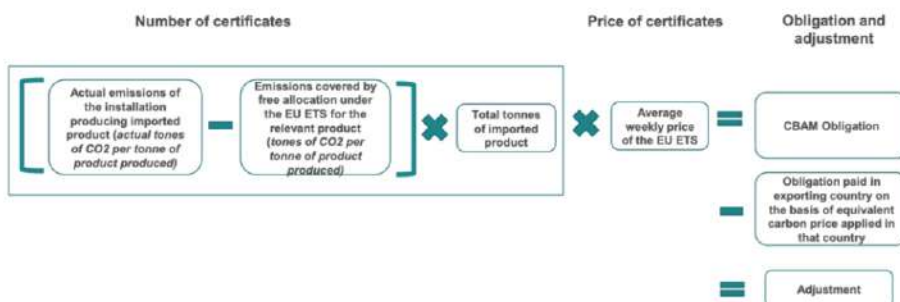 Number of certificates
Price of certificates
Obligation and
adjustment
Actual emissions of
the installation
producing imported
product (actual tones
of CO2 per tonne of
product produced)
Emissions covered by
free allocation under
the EU ETS for the
relevant product
(tones of CO2 per
tonne of product
produced)
Total tonnes
of imported
product
Average
weekly price
of the EU ETS
CBAM Obligation
Obligation paid in
exporting country on
the basis of equivalent
carbon price applied in
that country
Adjustment